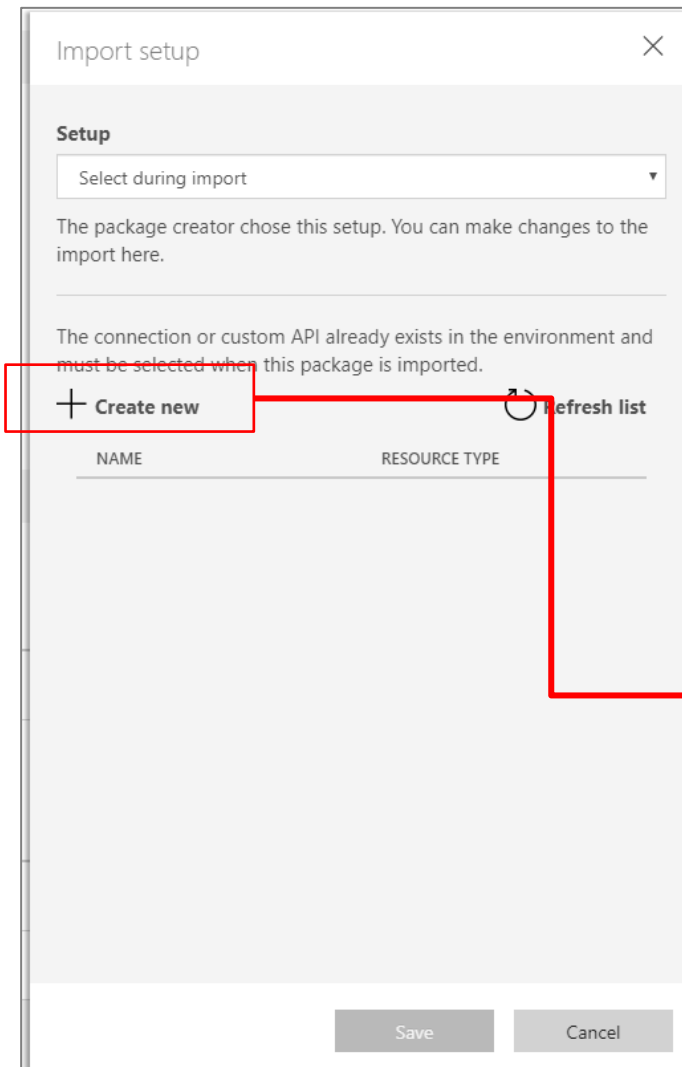 Import setup
Setup
Select during import
The package creator chose this setup. You can make changes to the
import here.
The connection or custom API already exists in the environment and
must be selected when this package is imported.
Create new
Refresh list
NAME RESOURCE TYPE
Save Cancel